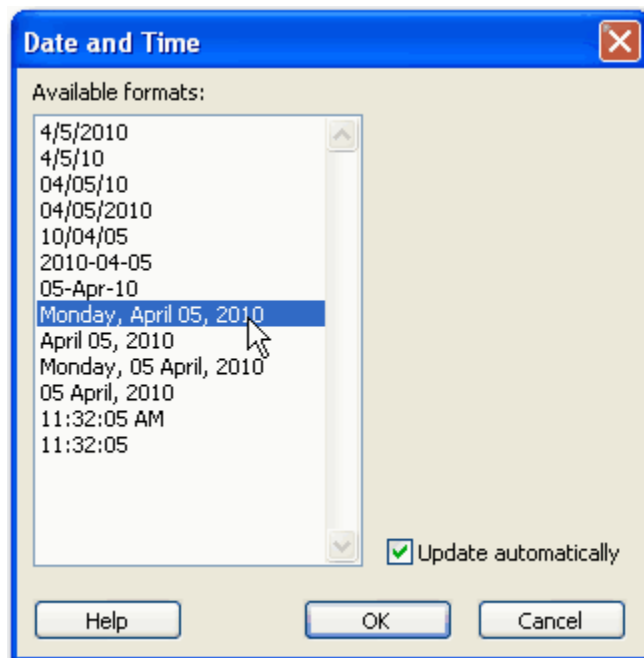 Date and Time
Available formats:
4/5/2010
4/5/10
04/05/10
04/05/2010
10/04/05
2010-04-05
05-Apr-10
Monday, April 05, 2010
April 05, 2010
Monday, 05 April, 2010
05 April, 2010
11:32:05 AM
11:32:05
Update automatically
Help OK Cancel